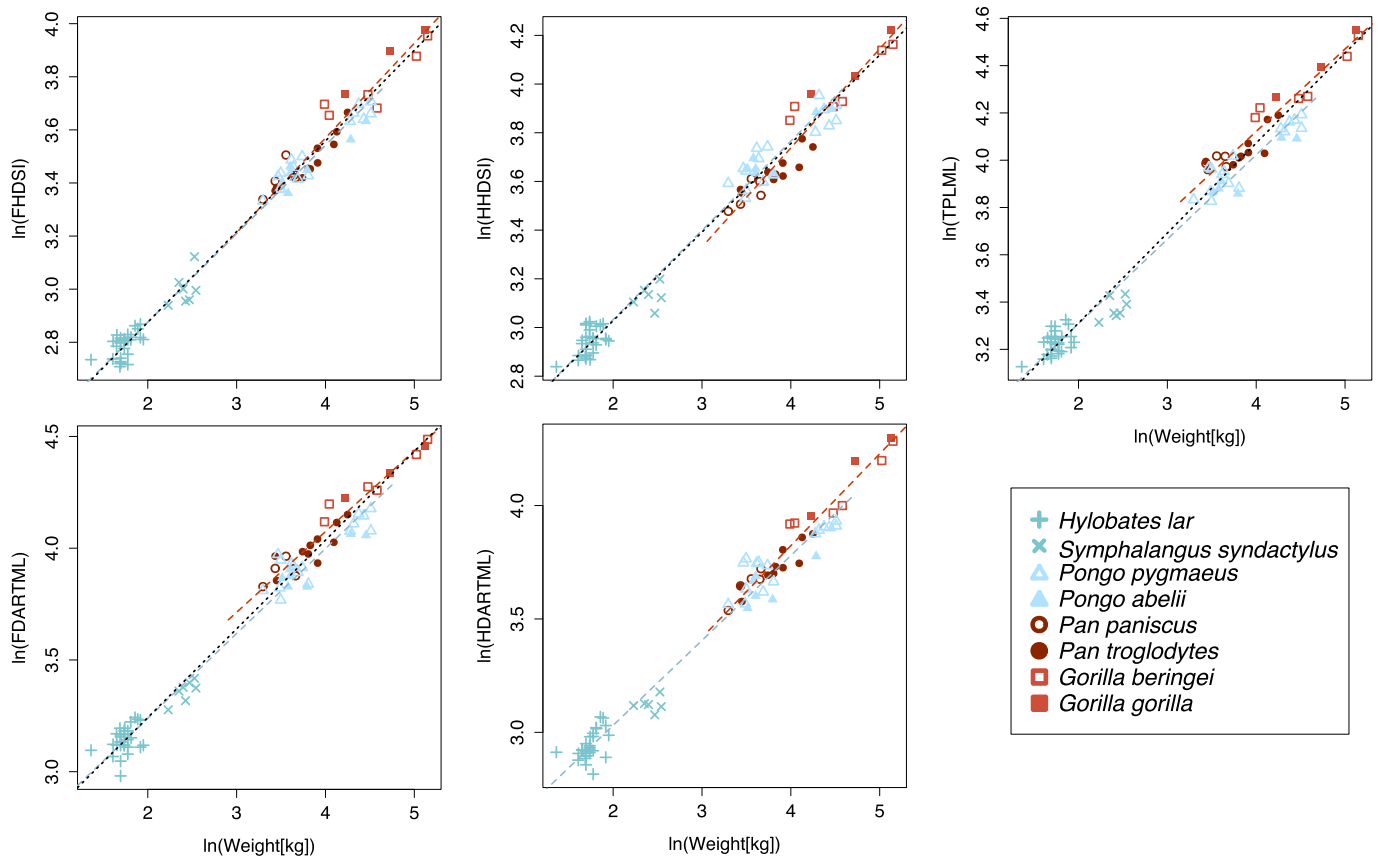 ln(FHDSI)
4.0
3.8
3.6
3.4
3.2
3.0
2.8
2 3 4 5
ln(HHDSI)
4.2
4.0
3.8
3.6
3.4
3.2
3.0
2.8
2 3 4 5
ln(TPLML)
4.6
4.4
4.2
4.0
3.8
3.6
3.4
3.2
2 3 4 5
ln(Weight[kg])
ln(FDARTML)
4.5
4.0
3.5
3.0
2 3 4 5
ln(Weight[kg])
ln(HDARTML)
4.0
3.5
3.0
2 3 4 5
ln(Weight[kg])
Hylobates lar
Symphalangus syndactylus
Pongo pygmaeus
Pongo abelii
Pan paniscus
Pan troglodytes
Gorilla beringei
Gorilla gorilla